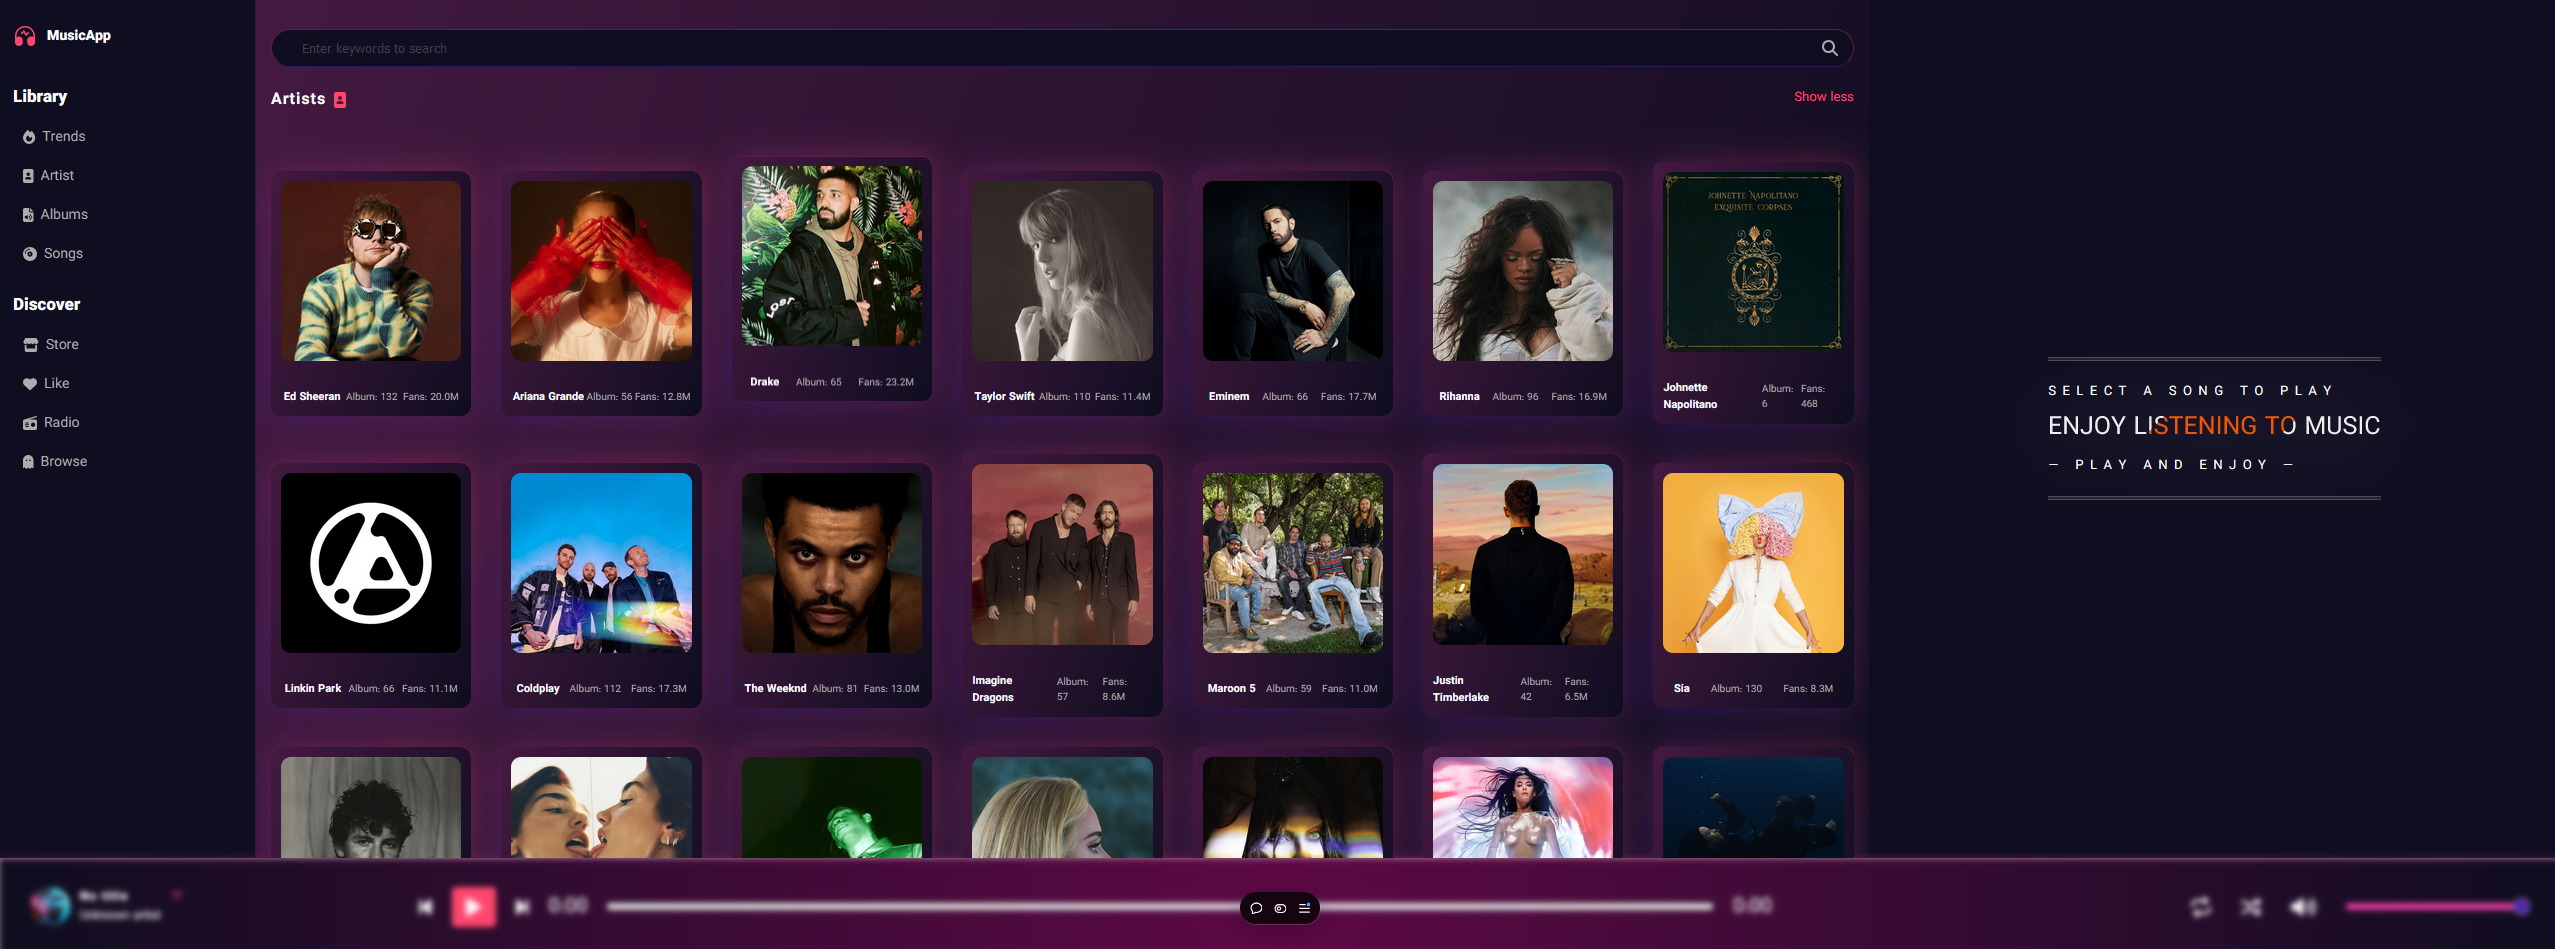 MusicApp
Library
Trends
Artist
Albums
Songs
Discover
Store
Like
Radio
Browse
Enter keywords to search
Artists
Show less
Ed Sheeran Album: 132 Fans: 20.0M
Ariana Grande Album: 56 Fans: 12.8M
LOST
Drake Album: 65 Fans: 23.2M
Taylor Swift Album: 110 Fans: 11.4M
Eminem Album: 66 Fans: 17.7M
Rihanna Album: 96 Fans: 16.9M
JOHNETTE NAPOLITANO
EXQUISITE CORPSES
Johnette Napolitano Album: 6 Fans: 468
Linkin Park Album: 66 Fans: 11.1M
Coldplay Album: 112 Fans: 17.3M
The Weeknd Album: 81 Fans: 13.0M
Imagine Dragons Album: 57 Fans: 8.6M
Maroon 5 Album: 59 Fans: 11.0M
Justin Timberlake Album: 42 Fans: 6.5M
Sia Album: 130 Fans: 8.3M
SELECT A SONG TO PLAY
ENJOY LISTENING TO MUSIC
— PLAY AND ENJOY —
No title
Unknown artist
0:00
0:00